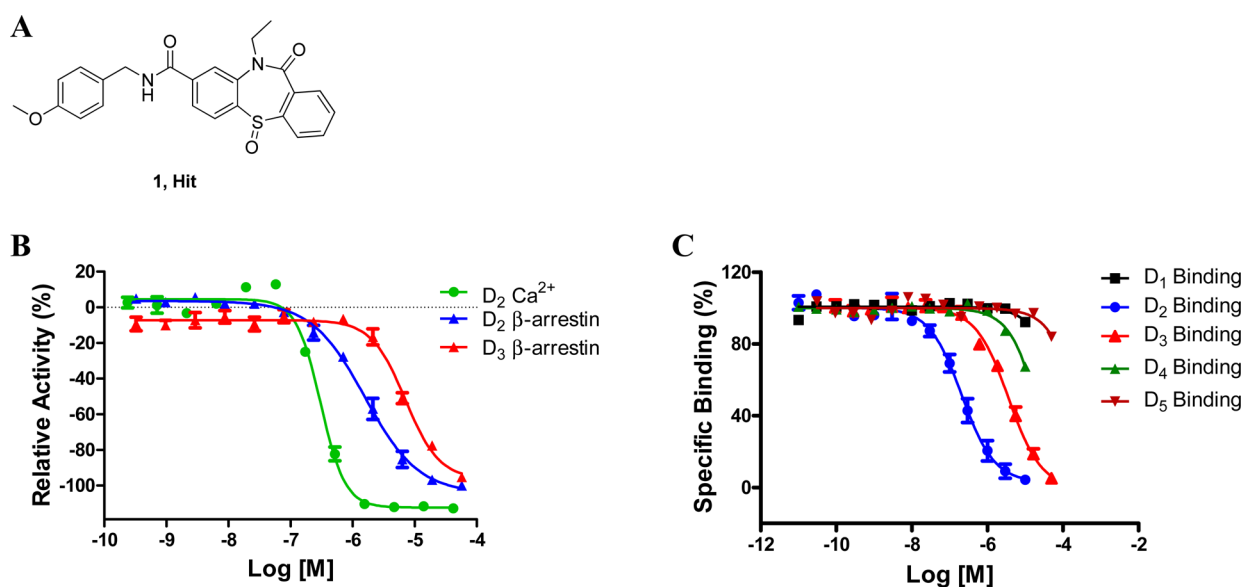 A
O
N
O
N
H
O
S
O
1, Hit
B
20
0
-20
-40
-60
-80
-100
-10
-9
-8
-7
-6
-5
-4
Relative Activity (%)
Log [M]
D2 Ca2+
D2 β-arrestin
D3 β-arrestin
C
120
80
40
0
-12
-10
-8
-6
-4
-2
Specific Binding (%)
Log [M]
D1 Binding
D2 Binding
D3 Binding
D4 Binding
D5 Binding